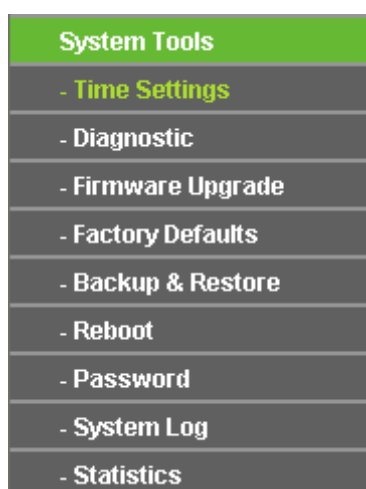 System Tools
- Time Settings
- Diagnostic
- Firmware Upgrade
- Factory Defaults
- Backup & Restore
- Reboot
- Password
- System Log
- Statistics